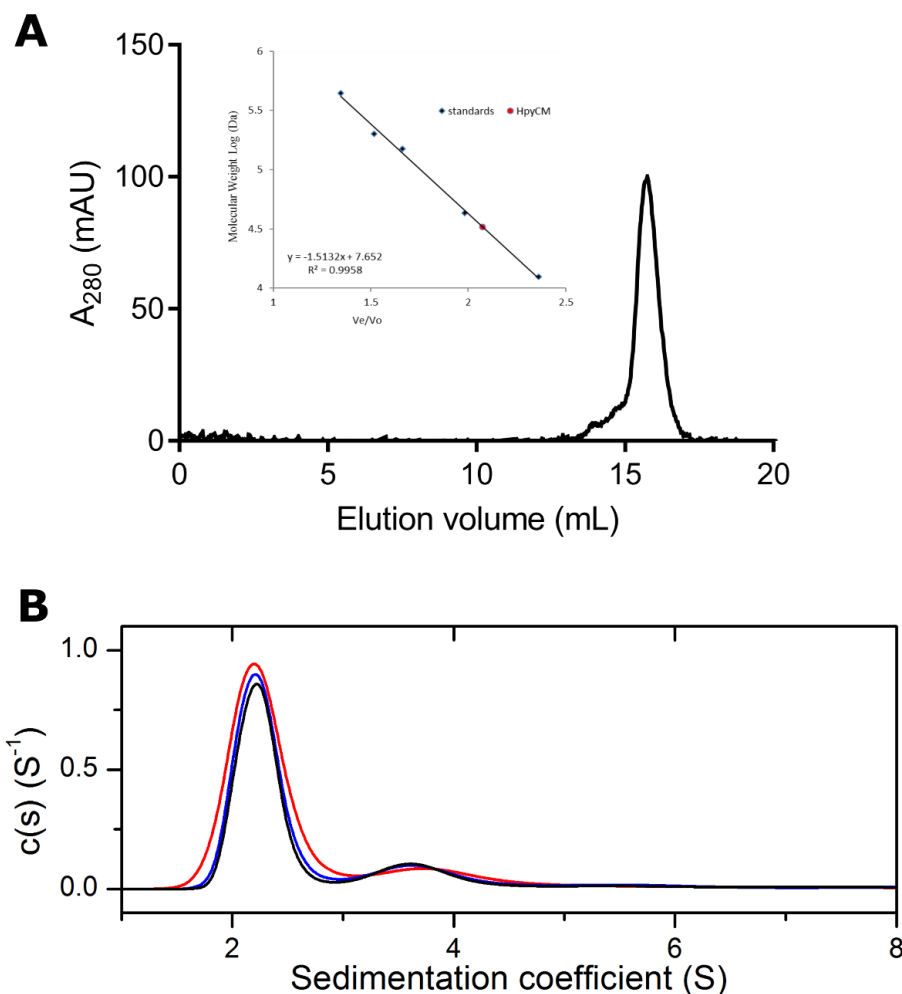 A
150
100
50
0
A280 (mAU)
0 5 10 15 20
Elution volume (mL)
6
5.5
5
4.5
4
Molecular Weight Log (Da)
standards HpyCM
y = -1.5132x + 7.652
R² = 0.9958
1 1.5 2 2.5
Ve/Vo
B
1.0
0.5
0.0
c(s) (S⁻¹)
2 4 6 8
Sedimentation coefficient (S)